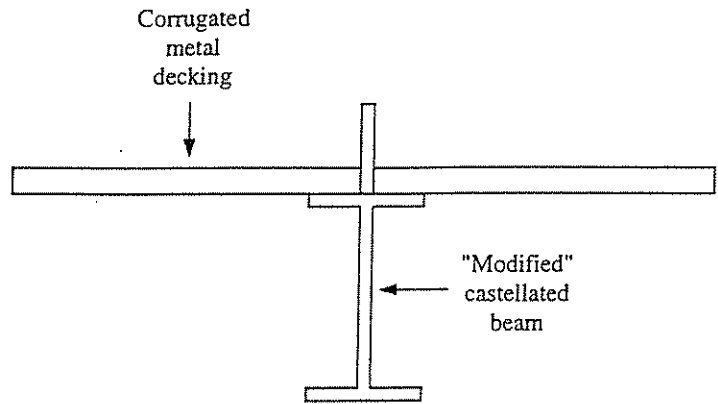 Corrugated
metal
decking
"Modified"
castellated
beam